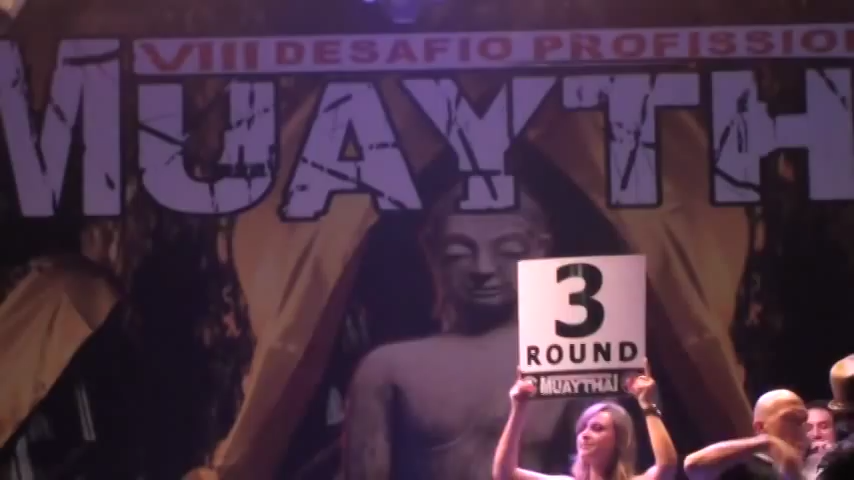 VIII DESAFIO PROFISSIO
MUAYTH
3
ROUND
MUAYTHAI